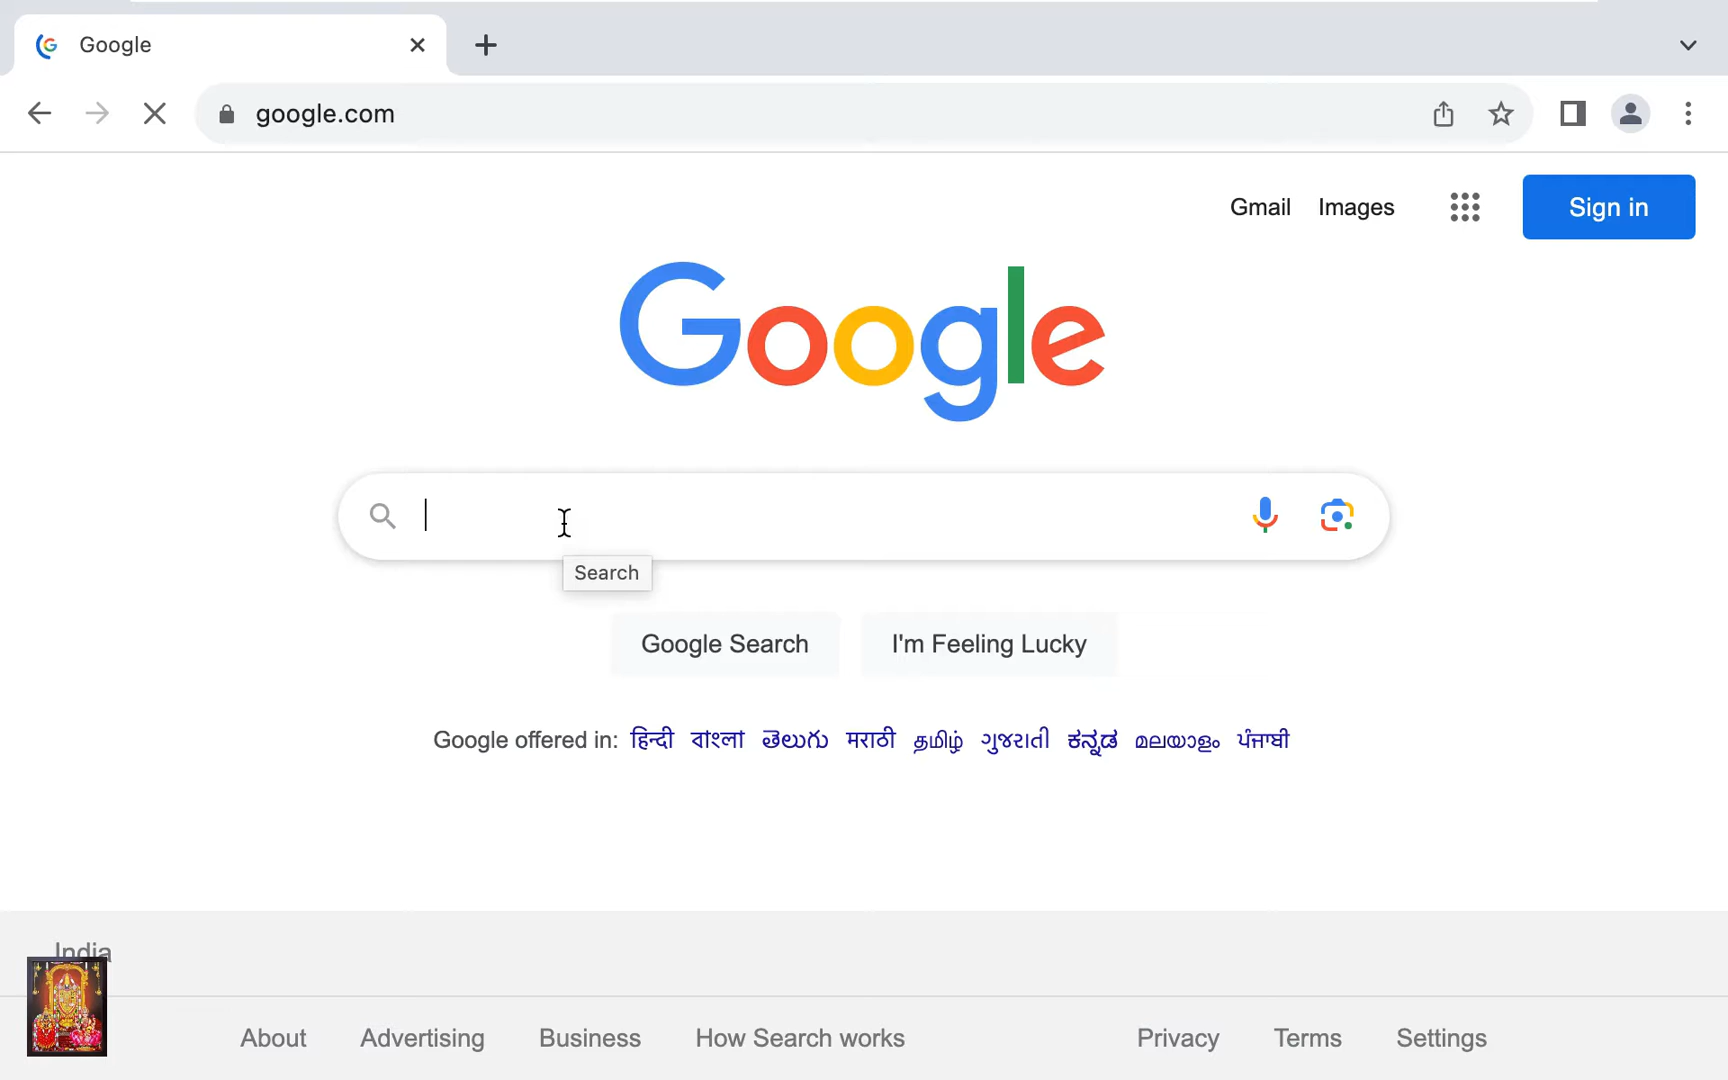 Google
google.com
Gmail Images Sign in
Google
Search
Google Search I'm Feeling Lucky
Google offered in: हिन्दी বাংলা తెలుగు मराठी தமிழ் ગુજરાતી ಕನ್ನಡ മലയാളം ਪੰਜਾਬੀ
India
About Advertising Business How Search works Privacy Terms Settings